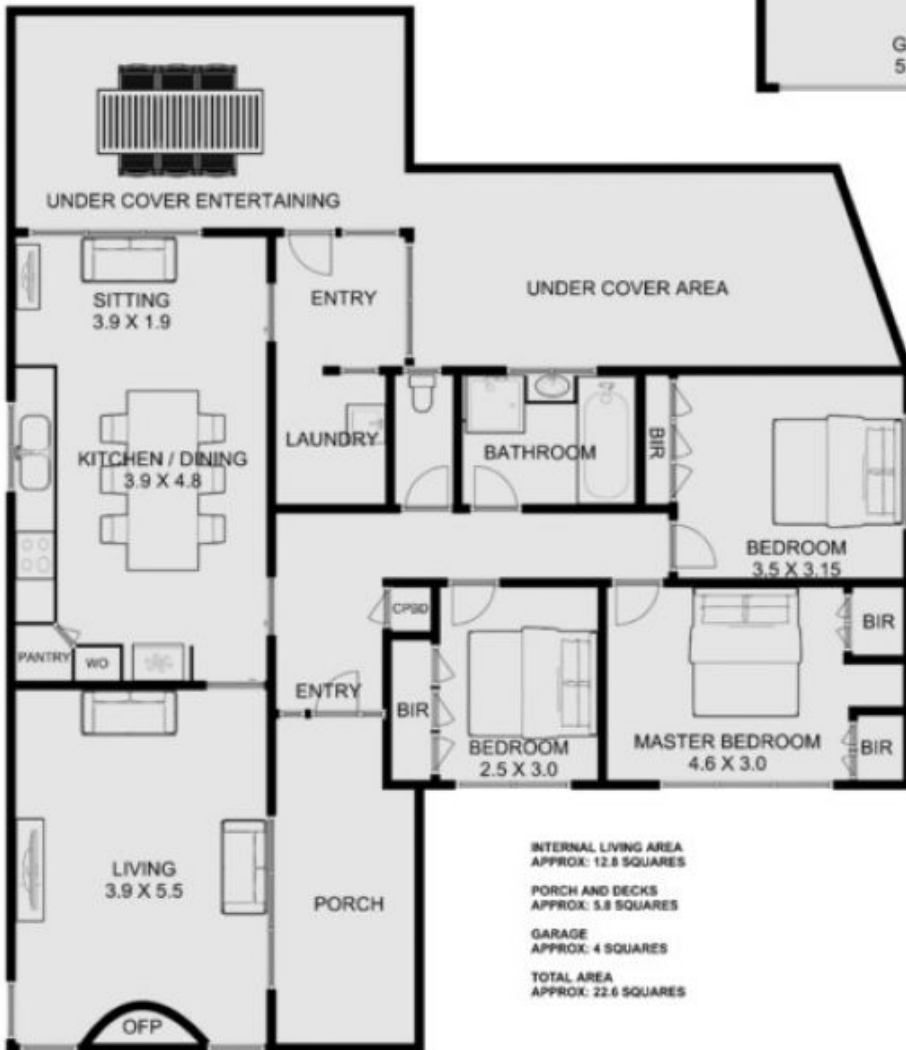 G
5
UNDER COVER ENTERTAINING
SITTING
3.9 X 1.9
ENTRY
UNDER COVER AREA
LAUNDRY
BATHROOM
BIR
KITCHEN / DINING
3.9 X 4.8
BEDROOM
3.5 X 3.15
CPBD
BIR
PANTRY
WO
ENTRY
BIR
BEDROOM
2.5 X 3.0
MASTER BEDROOM
4.6 X 3.0
BIR
LIVING
3.9 X 5.5
PORCH
INTERNAL LIVING AREA
APPROX: 12.8 SQUARES
PORCH AND DECKS
APPROX: 5.8 SQUARES
GARAGE
APPROX: 4 SQUARES
TOTAL AREA
APPROX: 22.6 SQUARES
OFP